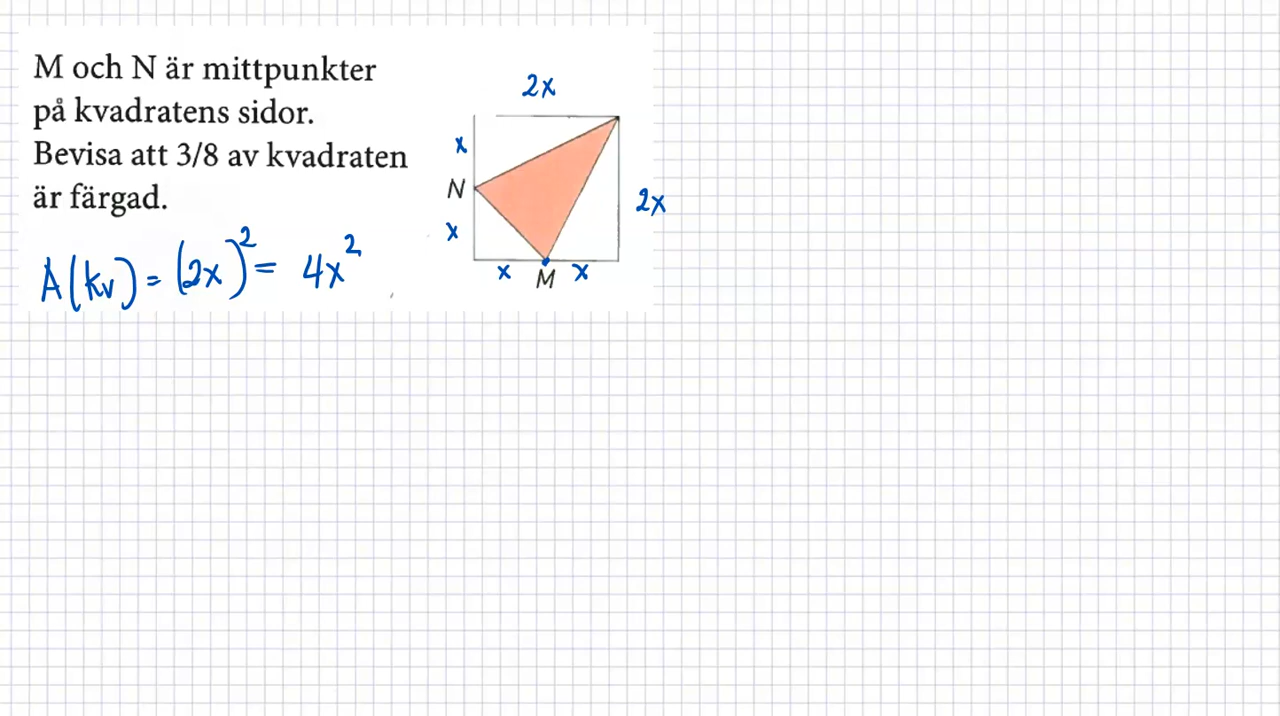 M och N är mittpunkter
på kvadratens sidor.
Bevisa att 3/8 av kvadraten
är färgad.
A(kv) = (2x)² = 4x²
2x
x
N
2x
x
x M x